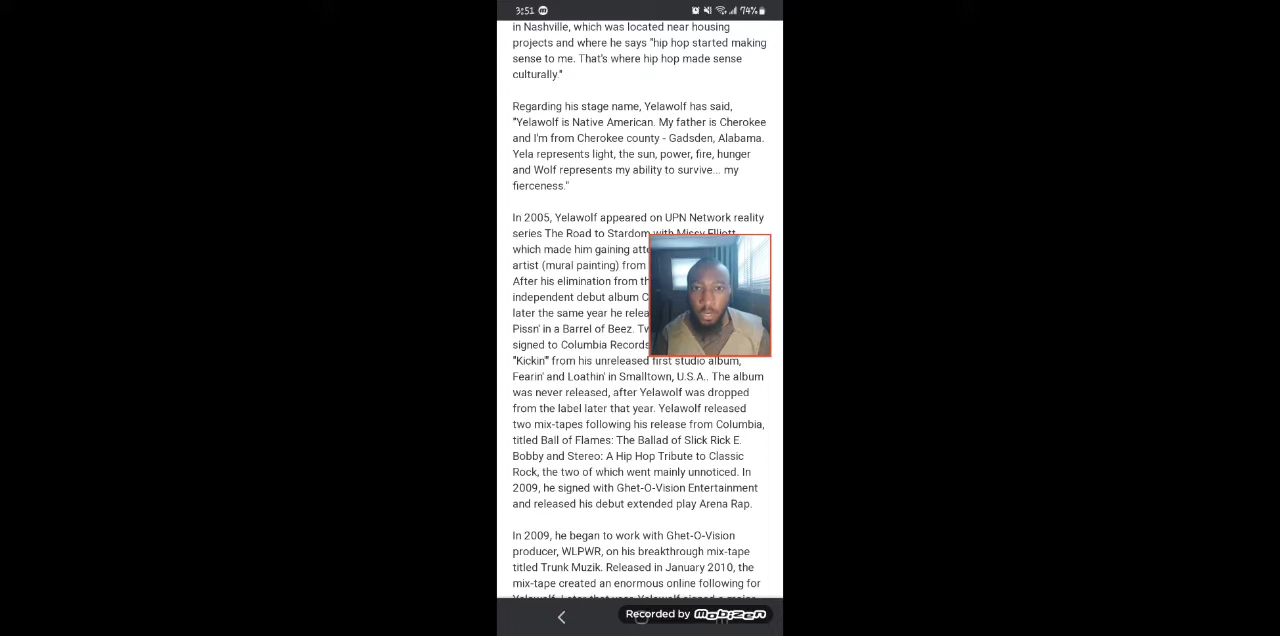 3:51
74%
in Nashville, which was located near housing
projects and where he says "hip hop started making
sense to me. That's where hip hop made sense
culturally."
Regarding his stage name, Yelawolf has said,
"Yelawolf is Native American. My father is Cherokee
and I'm from Cherokee county - Gadsden, Alabama.
Yela represents light, the sun, power, fire, hunger
and Wolf represents my ability to survive... my
fierceness."
In 2005, Yelawolf appeared on UPN Network reality
series The Road to Stardom with Missy Elliott
which made him gaining atte
artist (mural painting) from
After his elimination from th
independent debut album C
later the same year he relea
Pissn' in a Barrel of Beez. Tw
signed to Columbia Records
"Kickin'" from his unreleased first studio album,
Fearin' and Loathin' in Smalltown, U.S.A.. The album
was never released, after Yelawolf was dropped
from the label later that year. Yelawolf released
two mix-tapes following his release from Columbia,
titled Ball of Flames: The Ballad of Slick Rick E.
Bobby and Stereo: A Hip Hop Tribute to Classic
Rock, the two of which went mainly unnoticed. In
2009, he signed with Ghet-O-Vision Entertainment
and released his debut extended play Arena Rap.
In 2009, he began to work with Ghet-O-Vision
producer, WLPWR, on his breakthrough mix-tape
titled Trunk Muzik. Released in January 2010, the
mix-tape created an enormous online following for
Yelawolf. Later that year, Yelawolf signed a major
Recorded by mobizen